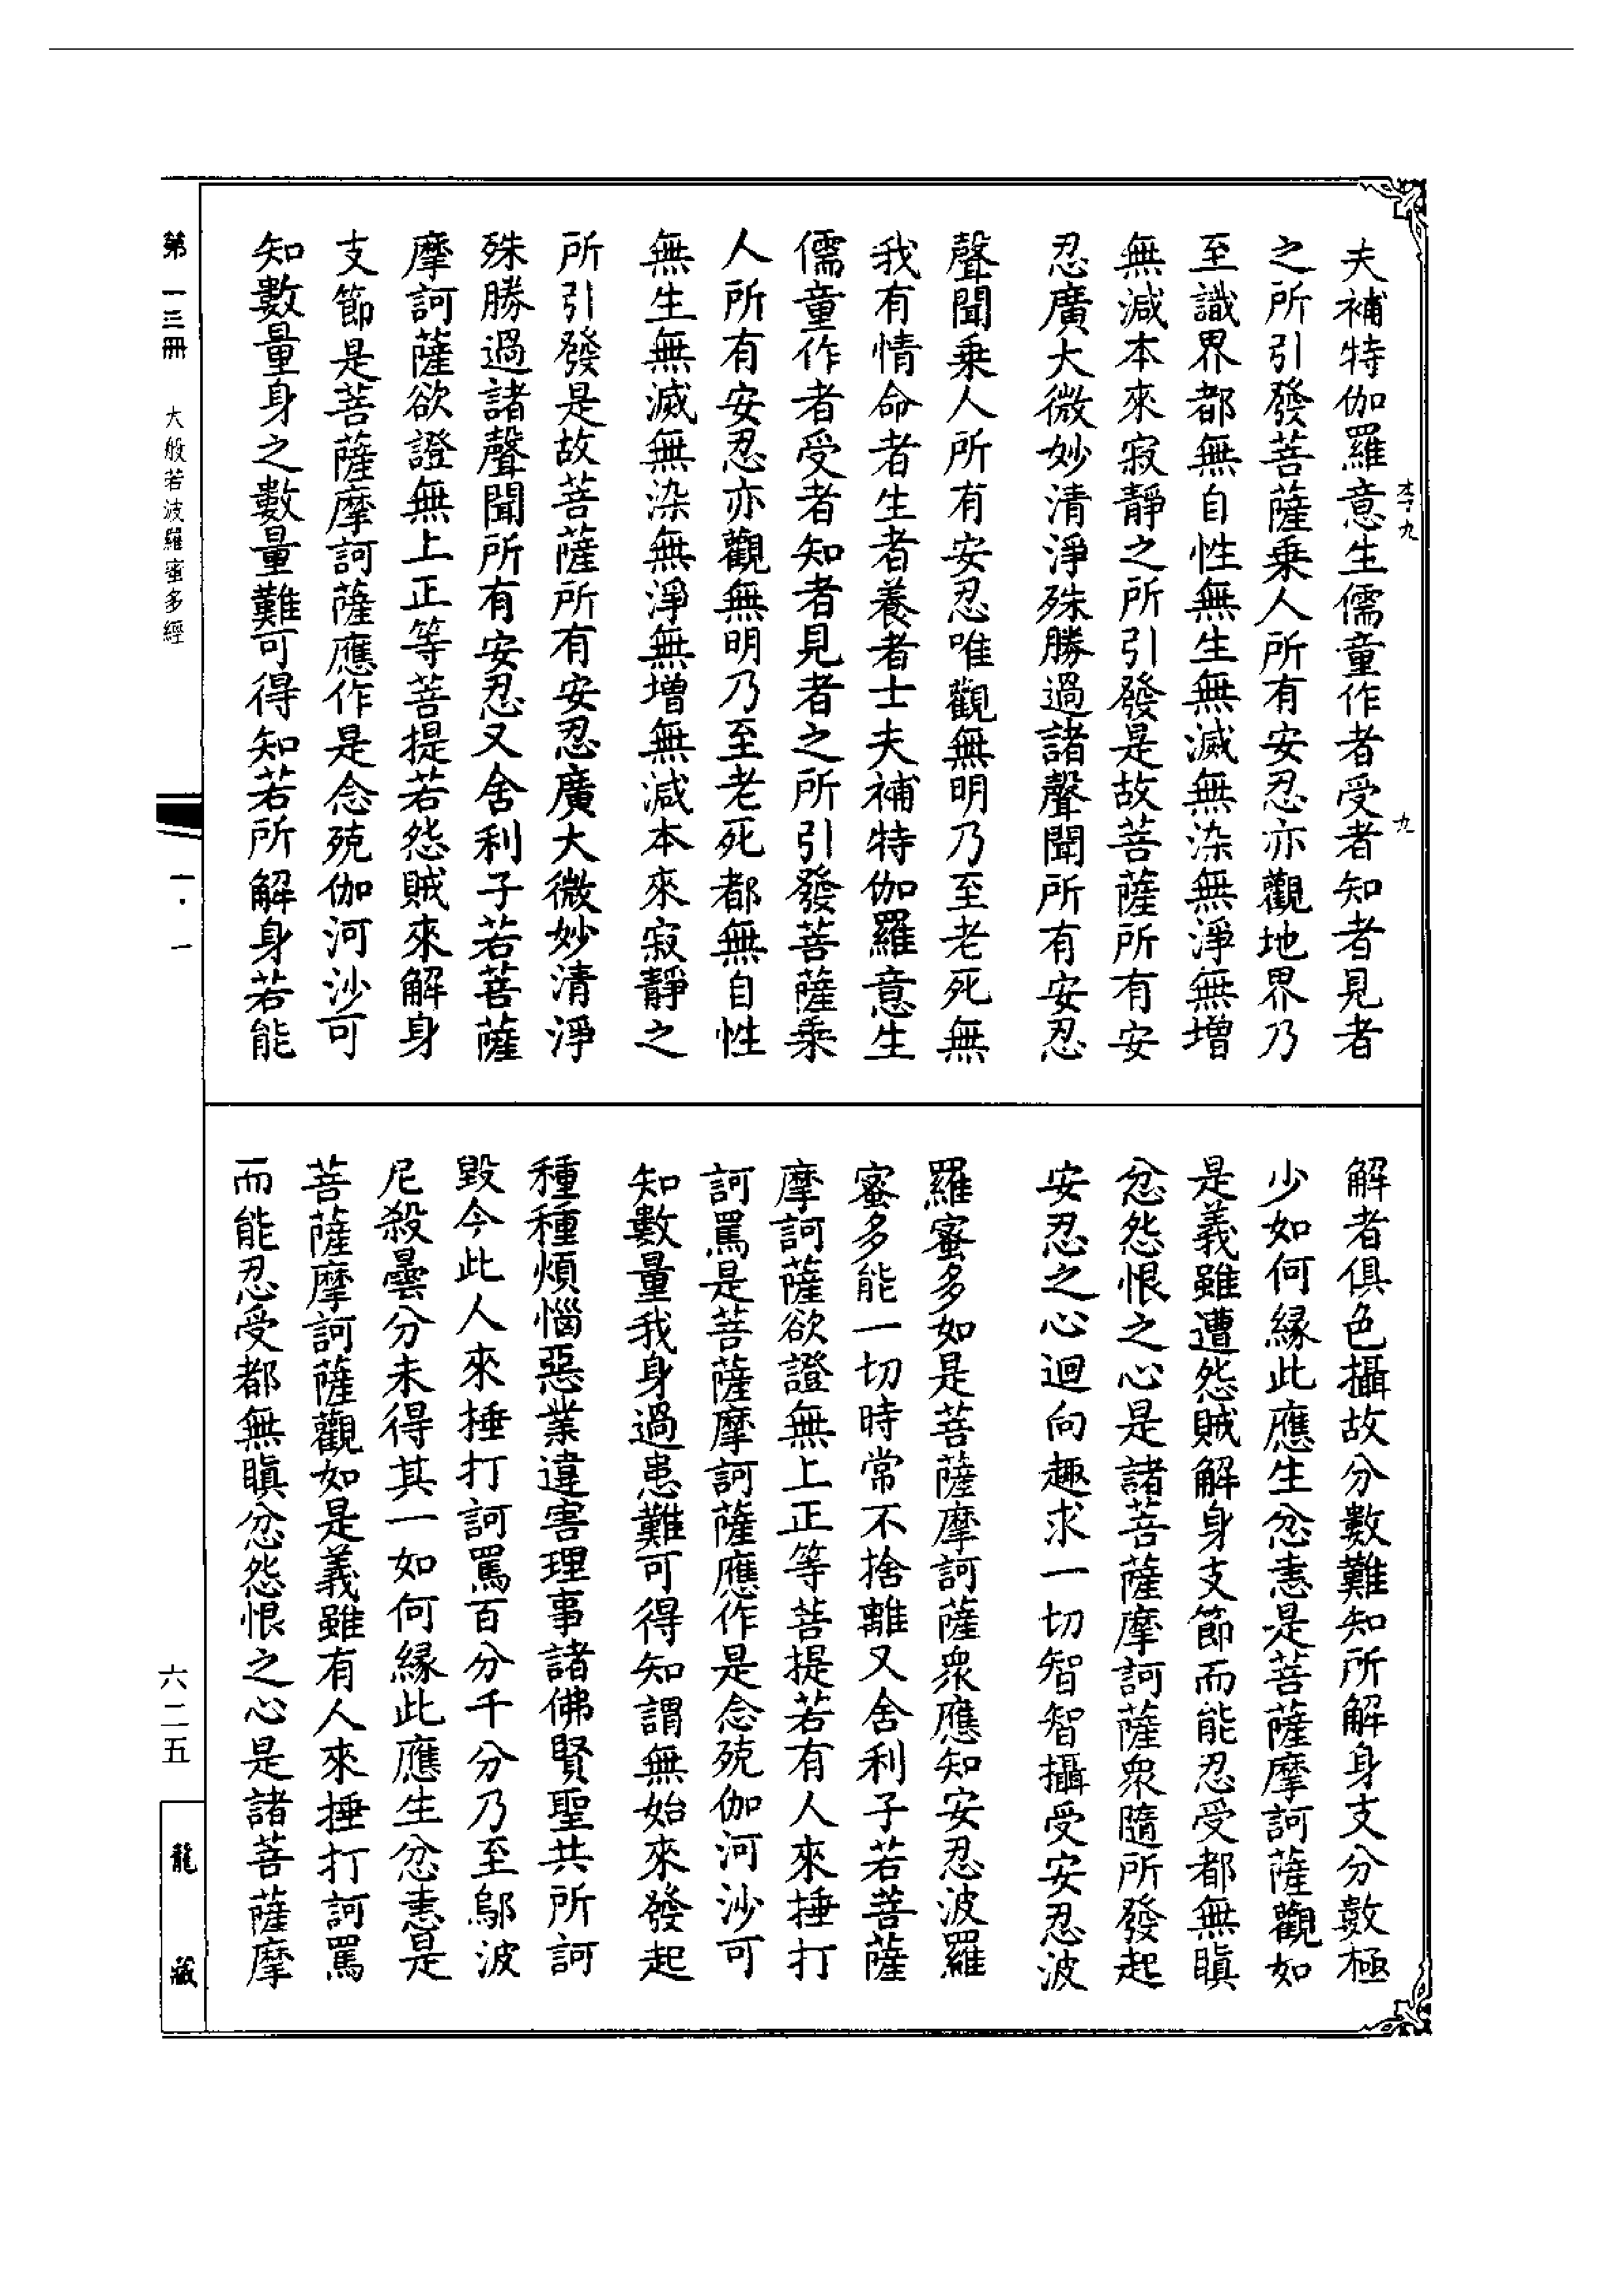 夫補特伽羅意生儒童作者受者知者見者
之所引發菩薩乘人所有安忍亦觀地界乃
至識界都無自性無生無滅無染無淨無增
無減本來寂靜之所引發是故菩薩所有安
忍廣大微妙清淨殊勝過諸聲聞所有安忍
聲聞乘人所有安忍唯觀無明乃至老死無
我有情命者生者養者士夫補特伽羅意生
儒童作者受者知者見者之所引發菩薩乘
人所有安忍亦觀無明乃至老死都無自性
無生無滅無染無淨無增無減本來寂靜之
所引發是故菩薩所有安忍廣大微妙清淨
殊勝過諸聲聞所有安忍又舍利子若菩薩
摩訶薩欲證無上正等菩提若怨賊來解身
支節是菩薩摩訶薩應作是念殑伽河沙可
知數量身之數量難可得知若所解身若能
解者俱色攝故分數難知所解身支分數極
少如何緣此應生忿恚是菩薩摩訶薩觀如
是義雖遭怨賊解身支節而能忍受都無瞋
忿怨恨之心是諸菩薩摩訶薩眾隨所發起
安忍之心迴向趣求一切智智攝受安忍波
羅蜜多如是菩薩摩訶薩眾應知安忍波羅
蜜多能一切時常不捨離又舍利子若菩薩
摩訶薩欲證無上正等菩提若有人來捶打
訶罵是菩薩摩訶薩應作是念殑伽河沙可
知數量我身過患難可得知謂無始來發起
種種煩惱惡業違害理事諸佛賢聖共所訶
毀今此人來捶打訶罵百分千分乃至鄔波
尼殺曇分未得其一如何緣此應生忿恚是
菩薩摩訶薩觀如是義雖有人來捶打訶罵
而能忍受都無瞋忿怨恨之心是諸菩薩摩
第一三冊 大般若波羅蜜多經
一·一
六二五
龍藏
九
九